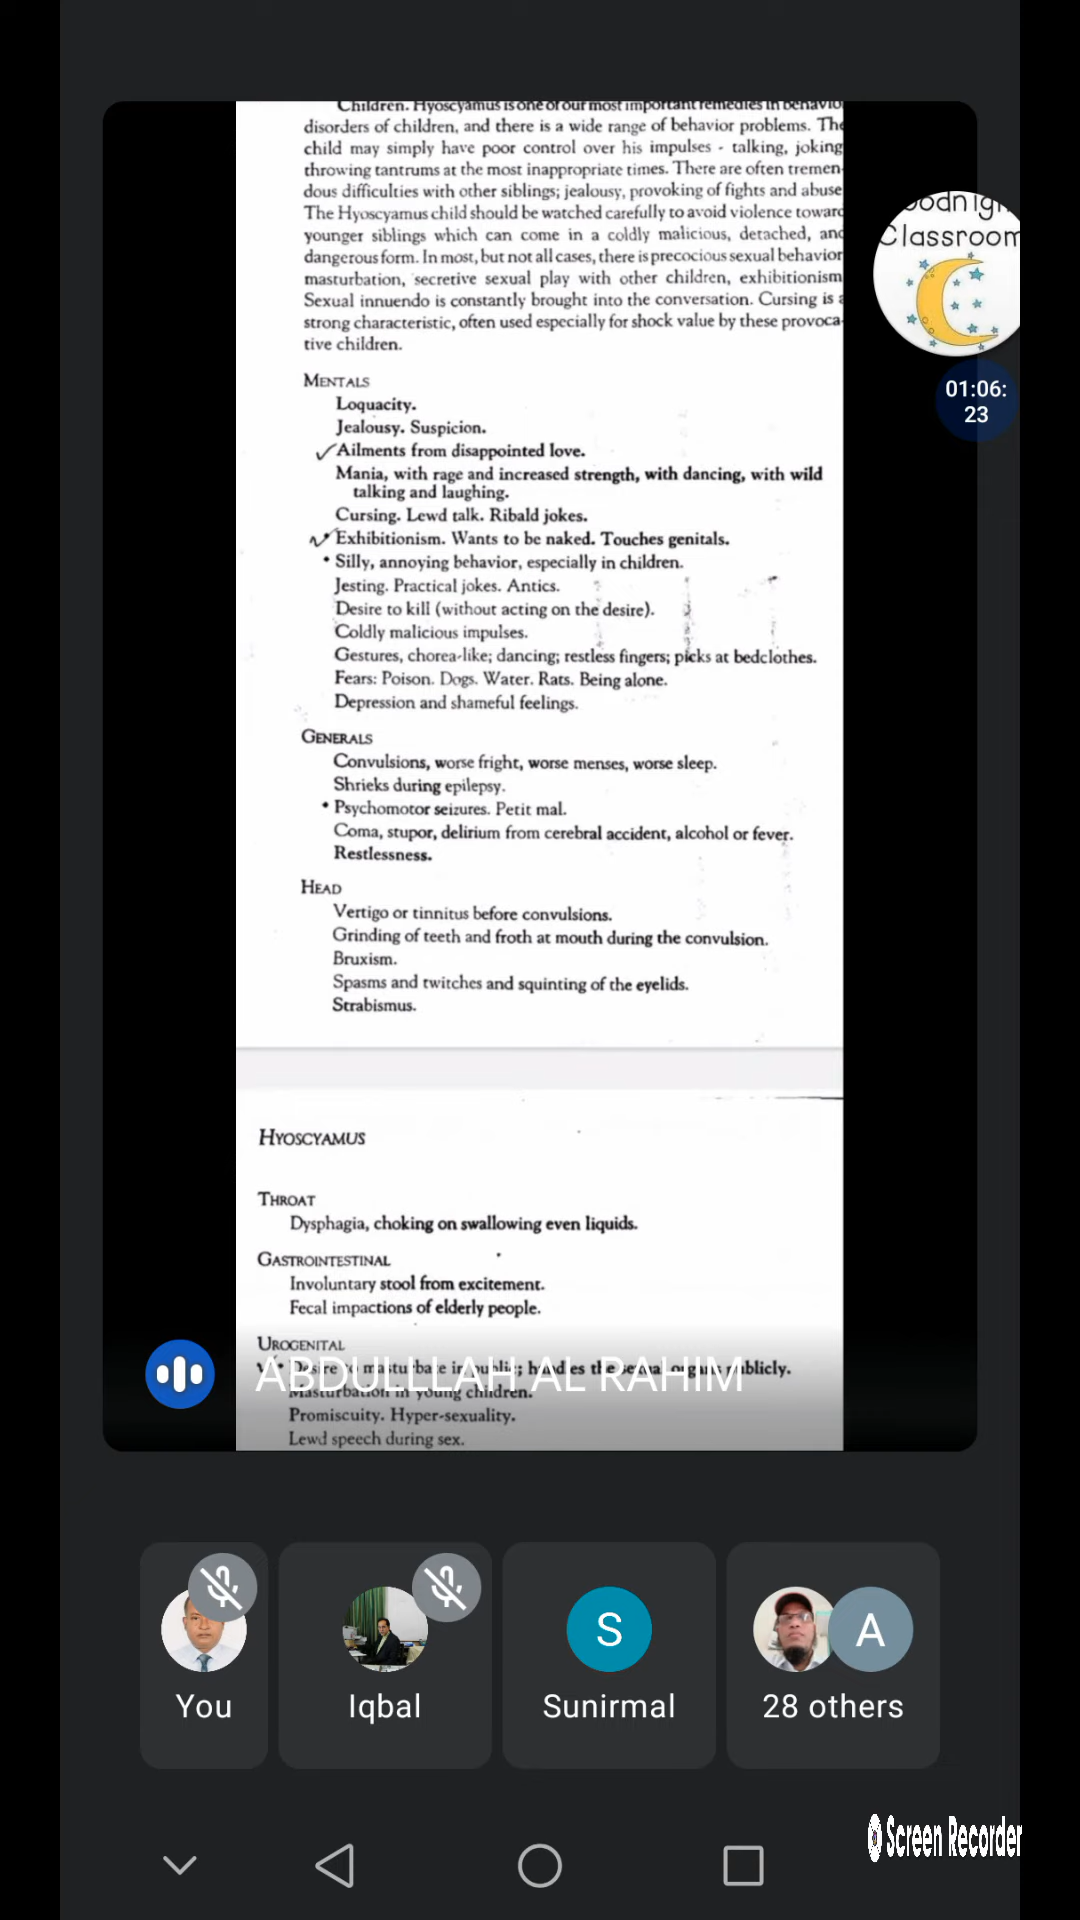 Children. Hyoscyamus is one of our most important remedies in behavio
disorders of children, and there is a wide range of behavior problems. The
child may simply have poor control over his impulses - talking, joking
throwing tantrums at the most inappropriate times. There are often tremen-
dous difficulties with other siblings; jealousy, provoking of fights and abuse
The Hyoscyamus child should be watched carefully to avoid violence toward
younger siblings which can come in a coldly malicious, detached, and
dangerous form. In most, but not all cases, there is precocious sexual behavior
masturbation, secretive sexual play with other children, exhibitionism
Sexual innuendo is constantly brought into the conversation. Cursing is a
strong characteristic, often used especially for shock value by these provoca-
tive children.
MENTALS
Loquacity.
Jealousy. Suspicion.
Ailments from disappointed love.
Mania, with rage and increased strength, with dancing, with wild
talking and laughing.
Cursing. Lewd talk. Ribald jokes.
Exhibitionism. Wants to be naked. Touches genitals.
• Silly, annoying behavior, especially in children.
Jesting. Practical jokes. Antics.
Desire to kill (without acting on the desire).
Coldly malicious impulses.
Gestures, chorea-like; dancing; restless fingers; picks at bedclothes.
Fears: Poison. Dogs. Water. Rats. Being alone.
Depression and shameful feelings.
GENERALS
Convulsions, worse fright, worse menses, worse sleep.
Shrieks during epilepsy.
• Psychomotor seizures. Petit mal.
Coma, stupor, delirium from cerebral accident, alcohol or fever.
Restlessness.
HEAD
Vertigo or tinnitus before convulsions.
Grinding of teeth and froth at mouth during the convulsion.
Bruxism.
Spasms and twitches and squinting of the eyelids.
Strabismus.
HYOSCYAMUS
THROAT
Dysphagia, choking on swallowing even liquids.
GASTROINTESTINAL
Involuntary stool from excitement.
Fecal impactions of elderly people.
UROGENITAL
• Desire to masturbate in public; handles the sexual organs publicly.
Masturbation in young children.
Promiscuity. Hyper-sexuality.
Lewd speech during sex.
ABDULLLAH AL RAHIM
Classroom
01:06:
23
You
Iqbal
S
Sunirmal
A
28 others
Screen Recorder